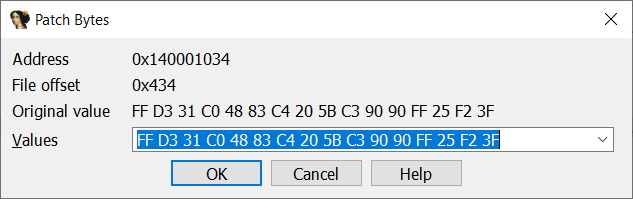 Patch Bytes
Address 0x140001034
File offset 0x434
Original value FF D3 31 C0 48 83 C4 20 5B C3 90 90 FF 25 F2 3F
Values FF D3 31 C0 48 83 C4 20 5B C3 90 90 FF 25 F2 3F
OK Cancel Help